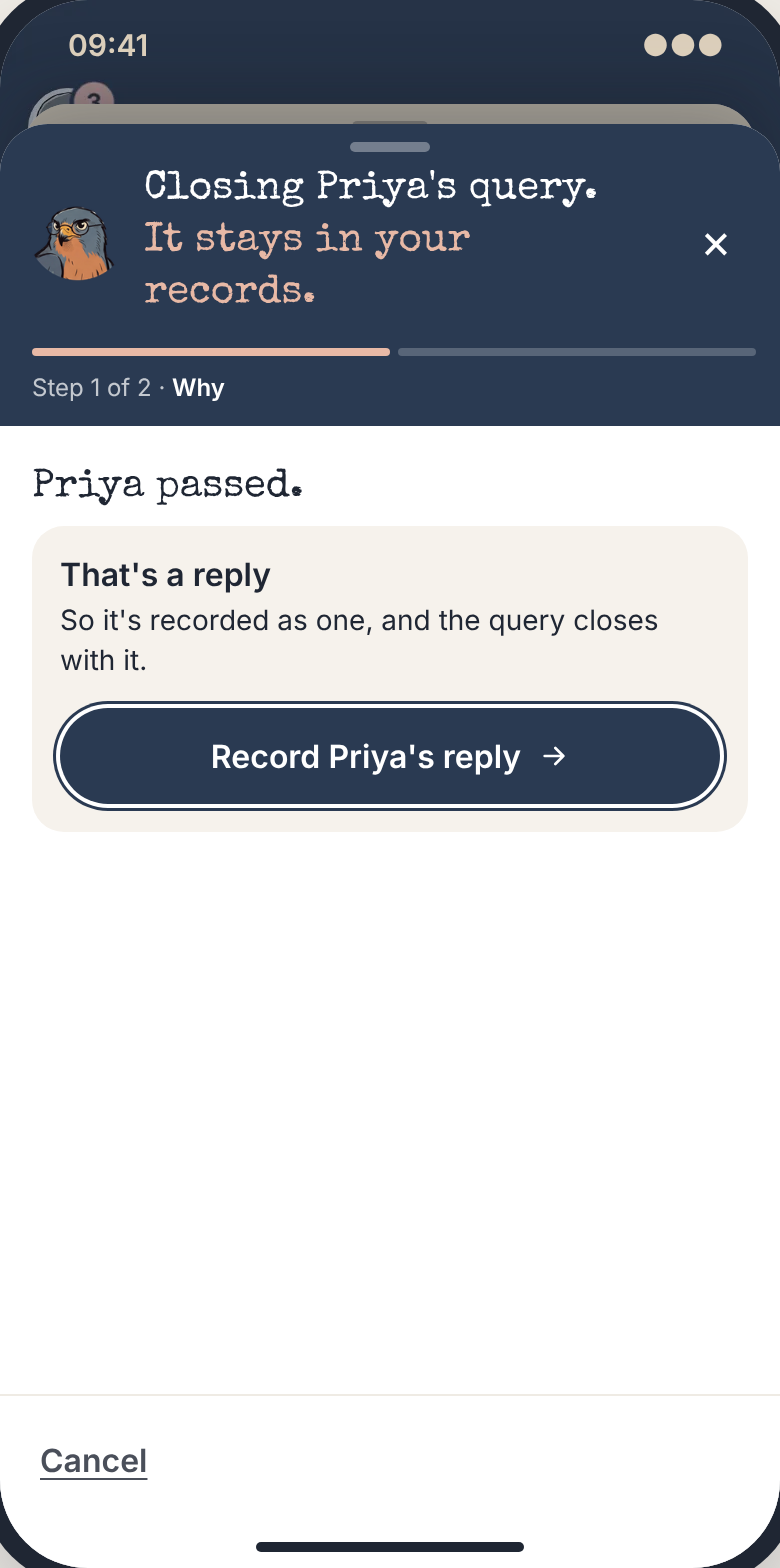 09:41
3
Closing Priya's query.
It stays in your
records.
Step 1 of 2 · Why
Priya passed.
That's a reply
So it's recorded as one, and the query closes
with it.
Record Priya's reply →
Cancel